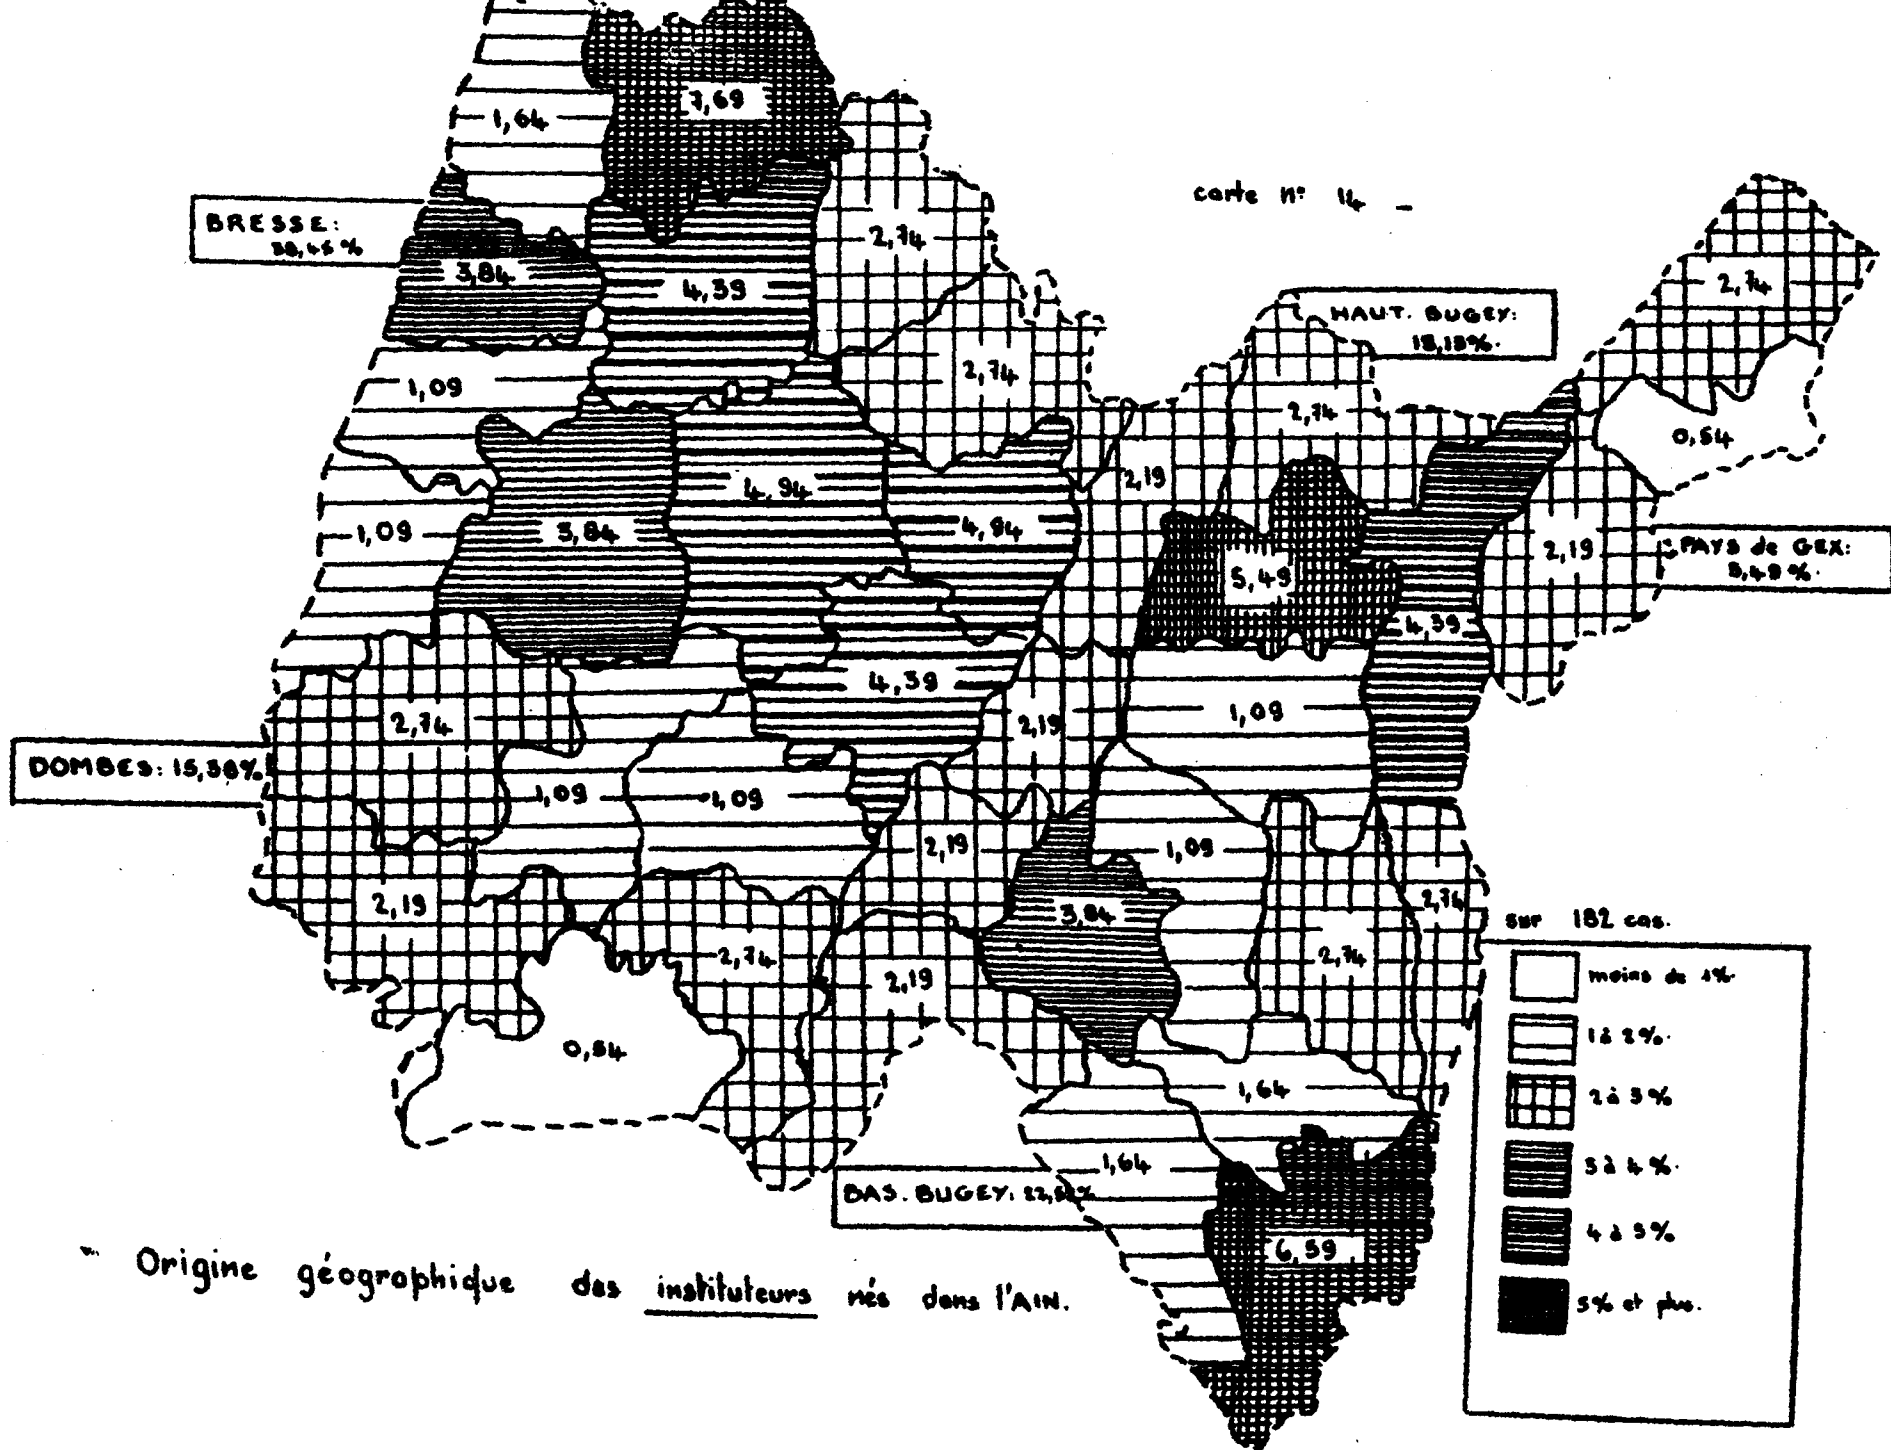 7,69
1,64
carte n° 14
BRESSE:
38,45%
2,74
3,84
4,39
2,74
HAUT. BUGEY:
2,74
1,09
2,74
0,54
4,94
2,19
1,09
3,84
4,94
2,19
PAYS de GEX:
5,49%.
5,49
4,39
4,39
2,74
2,19
1,09
DOMBES: 15,38%
1,09
1,09
2,19
1,09
2,19
3,84
2,74
sur 182 cas.
2,74
2,74
2,19
moins de 1%.
0,54
1 à 2%.
1,64
2 à 3%
1,64
3 à 4%.
BAS. BUGEY:
4 à 5%
6,59
Origine géographique des instituteurs nés dans l'AIN.
5% et plus.